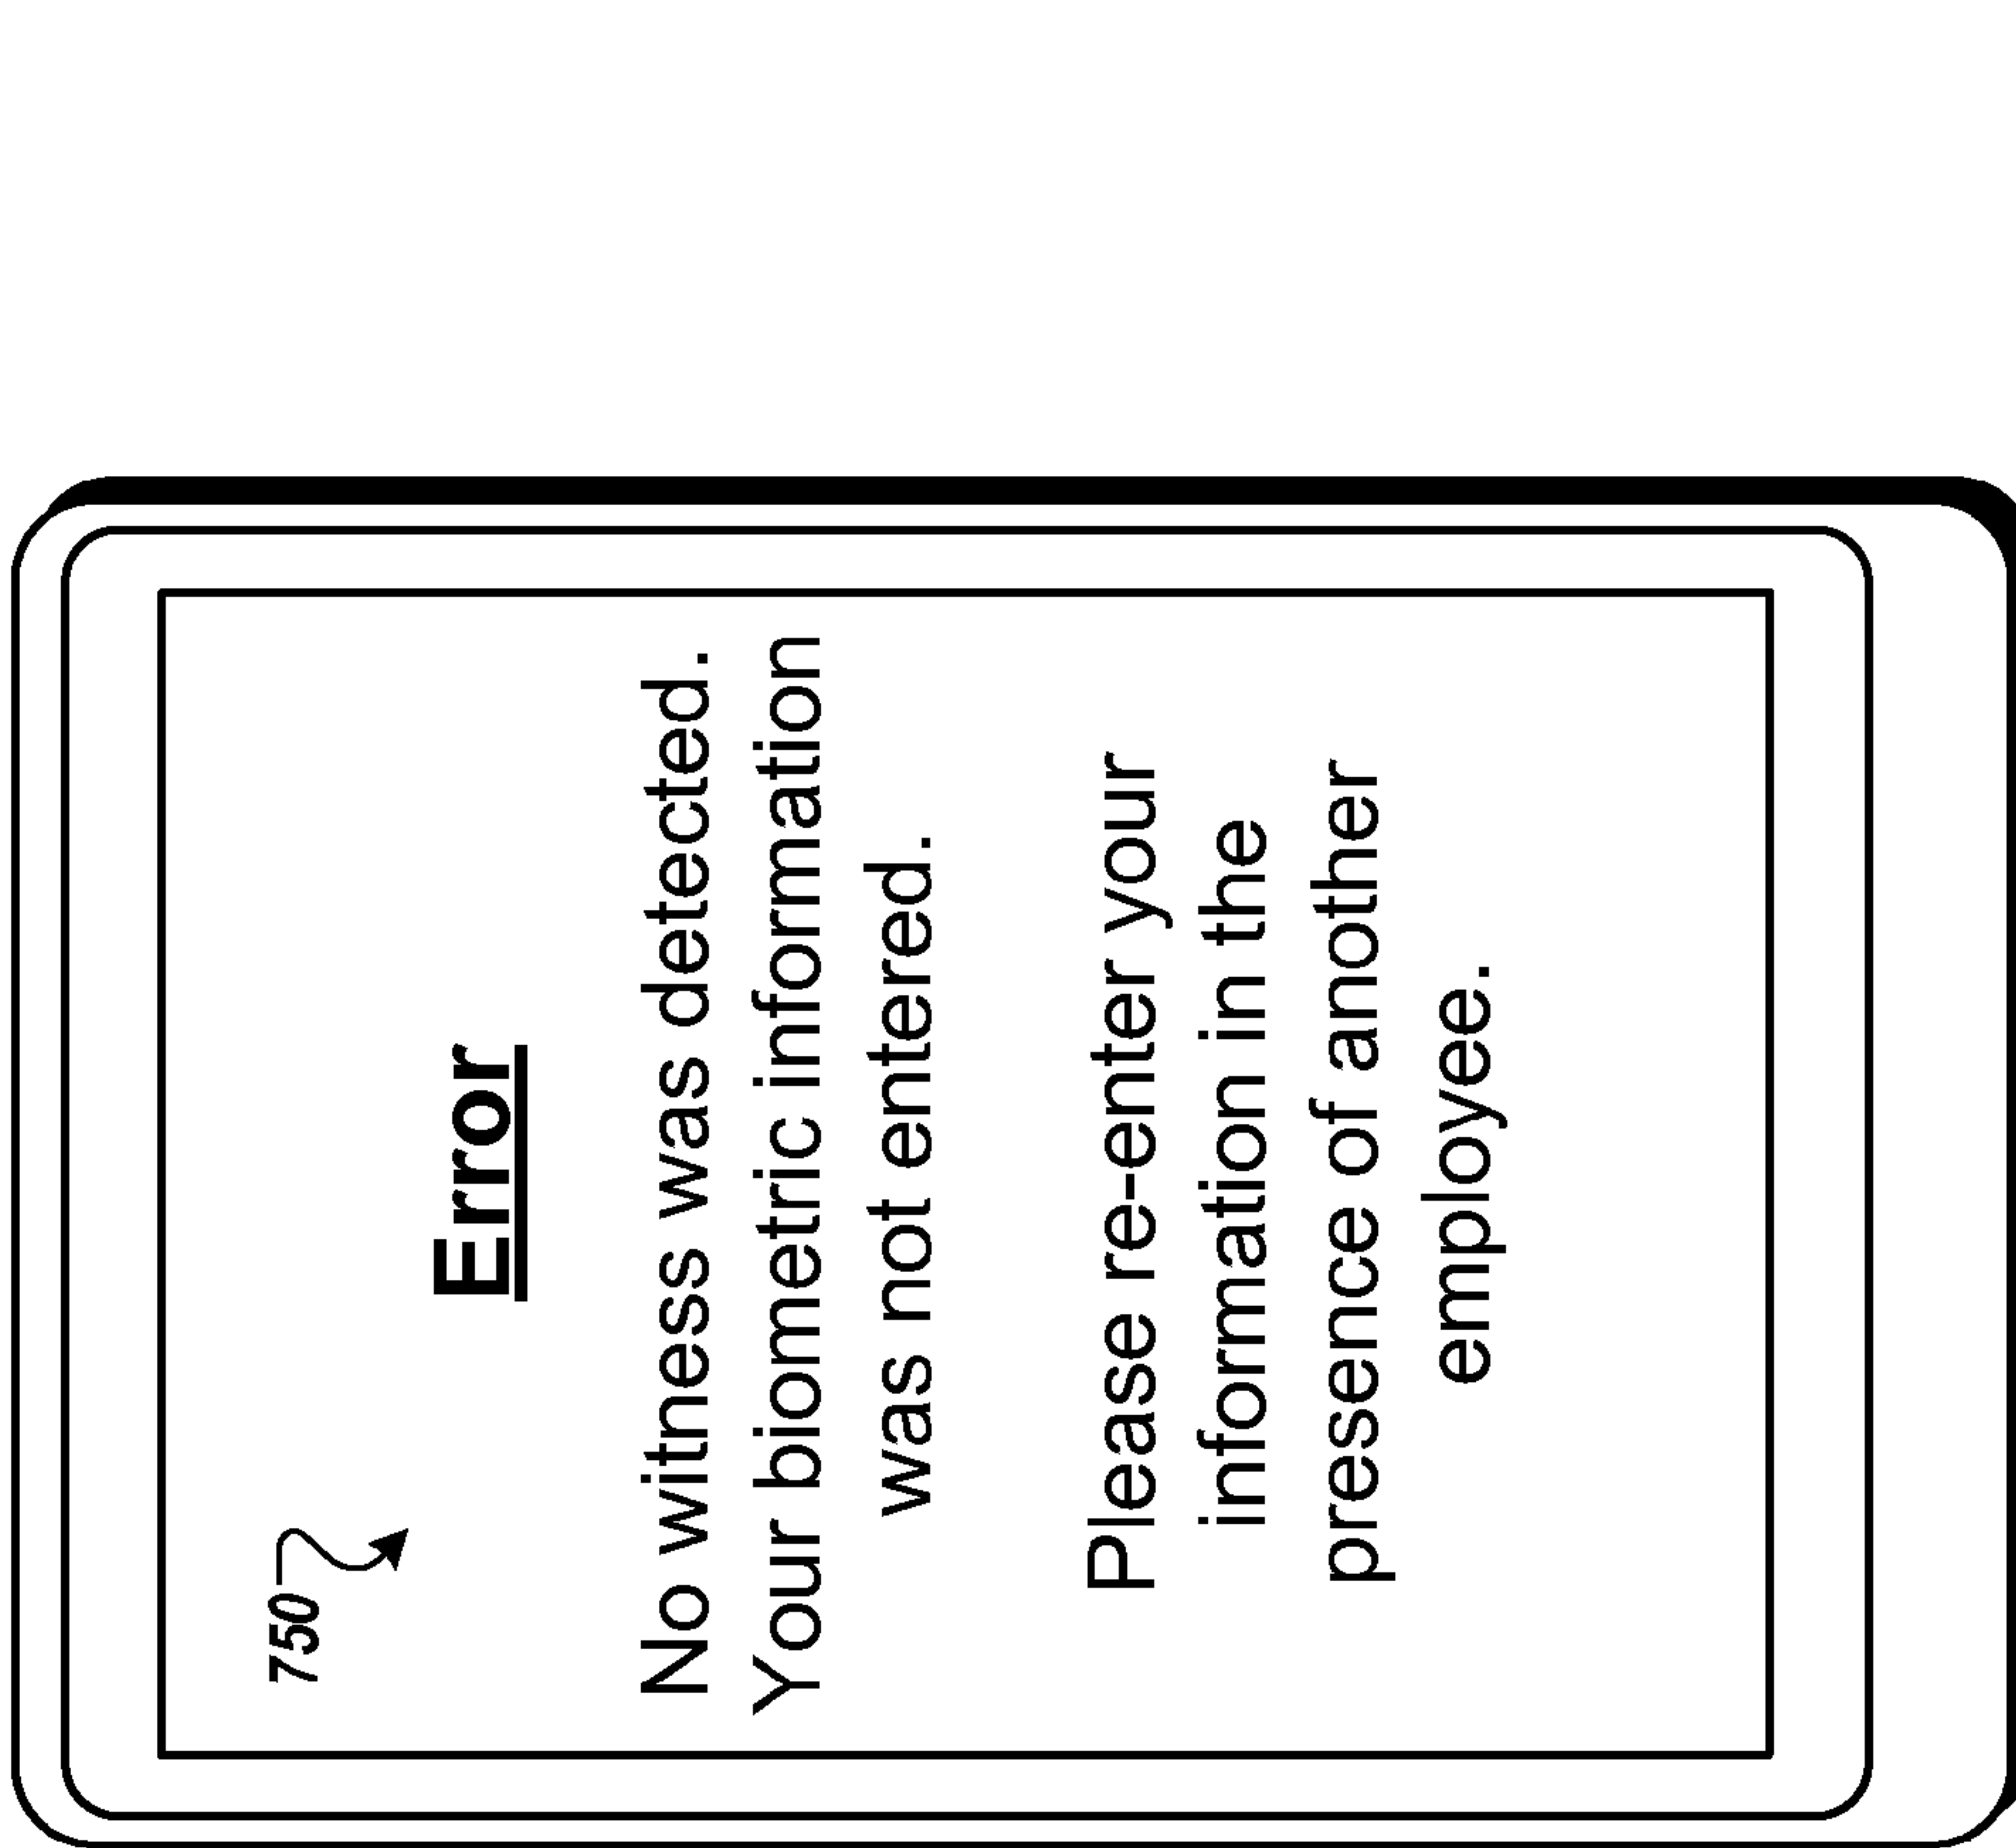 750
Error
No witness was detected.
Your biometric information
was not entered.
Please re-enter your
information in the
presence of another
employee.